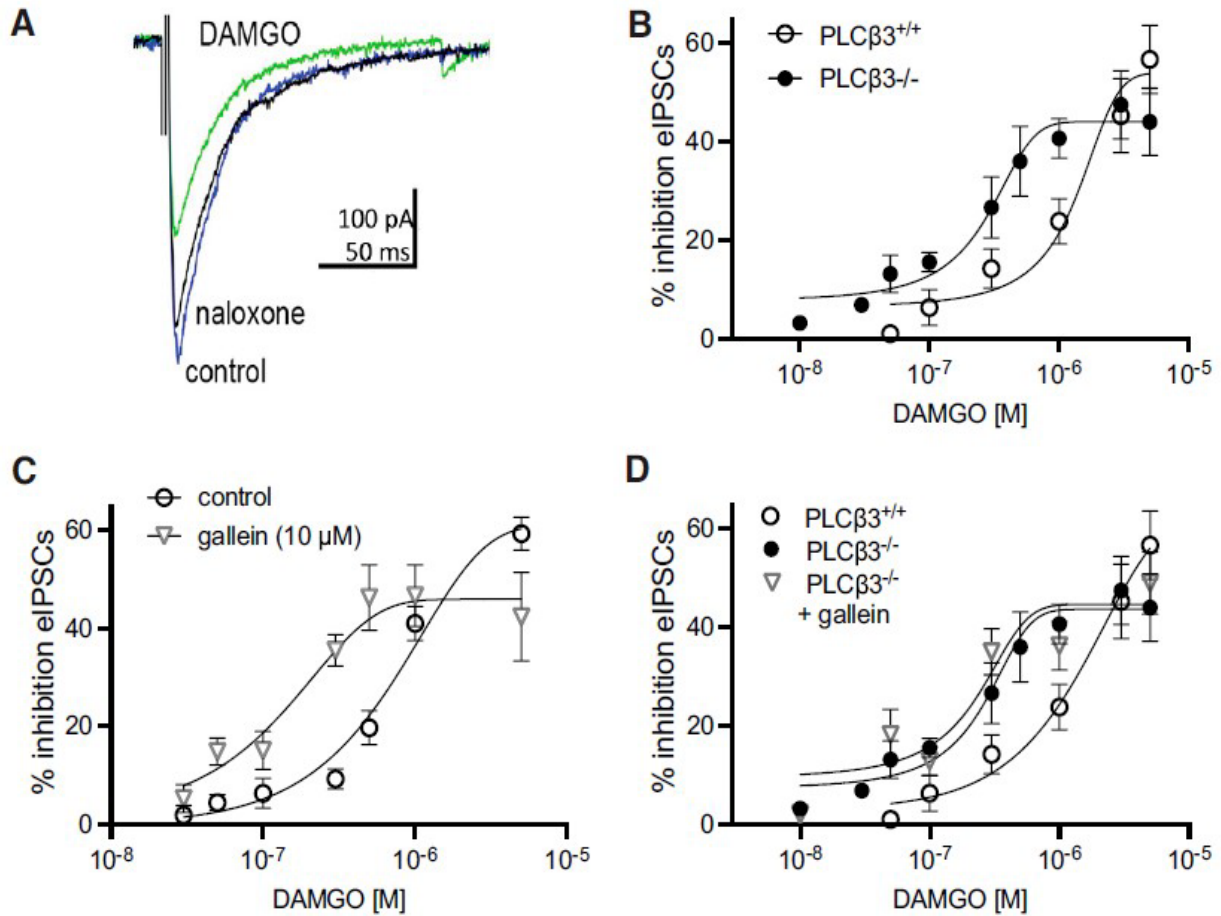 A
DAMGO
100 pA
50 ms
naloxone
control
B
PLCβ3+/+
PLCβ3-/-
% inhibition eIPSCs
60
40
20
0
10-8
10-7
10-6
10-5
DAMGO [M]
C
control
gallein (10 µM)
% inhibition eIPSCs
60
40
20
0
10-8
10-7
10-6
10-5
DAMGO [M]
D
PLCβ3+/+
PLCβ3-/-
PLCβ3-/-
+ gallein
% inhibition eIPSCs
60
40
20
0
10-8
10-7
10-6
10-5
DAMGO [M]